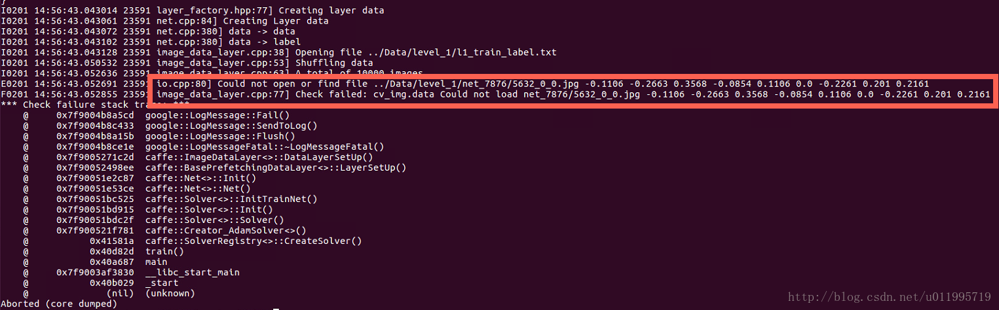 }
I0201 14:56:43.043014 23591 layer_factory.hpp:77] Creating layer data
I0201 14:56:43.043061 23591 net.cpp:84] Creating Layer data
I0201 14:56:43.043072 23591 net.cpp:380] data -> data
I0201 14:56:43.043102 23591 net.cpp:380] data -> label
I0201 14:56:43.043128 23591 image_data_layer.cpp:38] Opening file ../Data/level_1/l1_train_label.txt
I0201 14:56:43.050532 23591 image_data_layer.cpp:53] Shuffling data
I0201 14:56:43.052636 23591 image_data_layer.cpp:63] A total of 10000 images.
E0201 14:56:43.052691 23591 io.cpp:80] Could not open or find file ../Data/level_1/net_7876/5632_0_0.jpg -0.1106 -0.2663 0.3568 -0.0854 0.1106 0.0 -0.2261 0.201 0.2161
F0201 14:56:43.052855 23591 image_data_layer.cpp:77] Check failed: cv_img.data Could not load net_7876/5632_0_0.jpg -0.1106 -0.2663 0.3568 -0.0854 0.1106 0.0 -0.2261 0.201 0.2161
*** Check failure stack trace: ***
@ 0x7f9004b8a5cd google::LogMessage::Fail()
@ 0x7f9004b8c433 google::LogMessage::SendToLog()
@ 0x7f9004b8a15b google::LogMessage::Flush()
@ 0x7f9004b8ce1e google::LogMessageFatal::~LogMessageFatal()
@ 0x7f9005271c2d caffe::ImageDataLayer<>::DataLayerSetUp()
@ 0x7f90052498ee caffe::BasePrefetchingDataLayer<>::LayerSetUp()
@ 0x7f90051e2c87 caffe::Net<>::Init()
@ 0x7f90051e53ce caffe::Net<>::Net()
@ 0x7f90051bc525 caffe::Solver<>::InitTrainNet()
@ 0x7f90051bd915 caffe::Solver<>::Init()
@ 0x7f90051bdc2f caffe::Solver<>::Solver()
@ 0x7f900521f781 caffe::Creator_AdamSolver<>()
@ 0x41581a caffe::SolverRegistry<>::CreateSolver()
@ 0x40d82d train()
@ 0x40a687 main
@ 0x7f9003af3830 __libc_start_main
@ 0x40b029 _start
@ (nil) (unknown)
Aborted (core dumped)
http://blog.csdn.net/u011995719